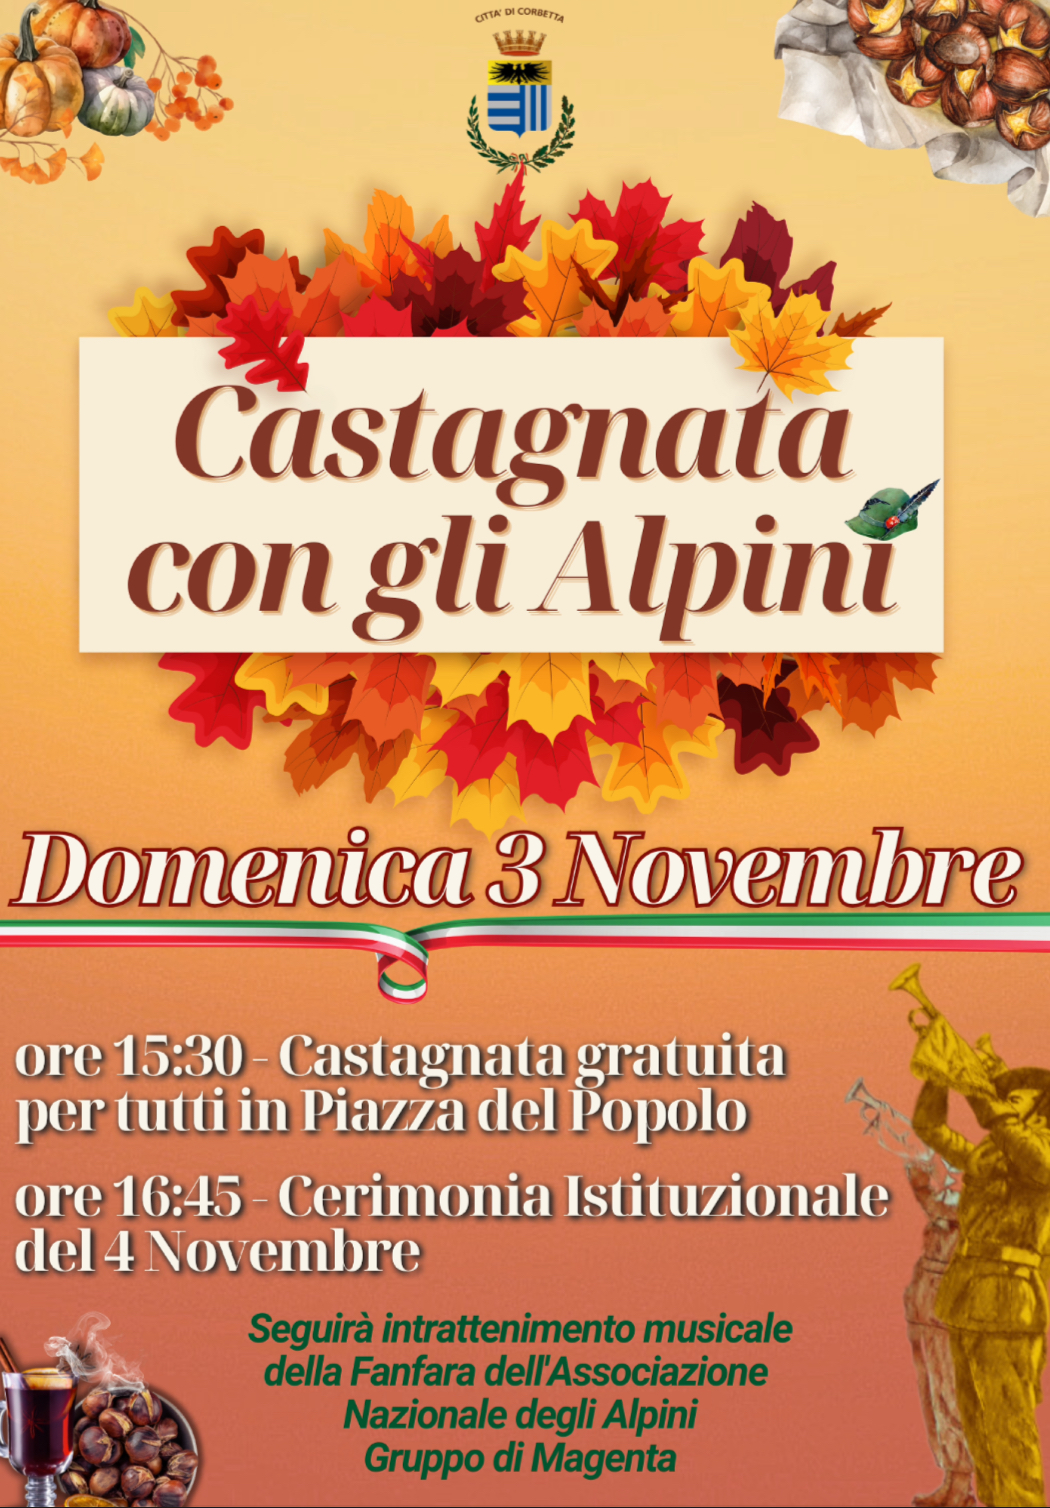 CITTA' DI CORBETTA
Castagnata
con gli Alpini
Domenica 3 Novembre
ore 15:30 - Castagnata gratuita
per tutti in Piazza del Popolo
ore 16:45 - Cerimonia Istituzionale
del 4 Novembre
Seguirà intrattenimento musicale
della Fanfara dell'Associazione
Nazionale degli Alpini
Gruppo di Magenta